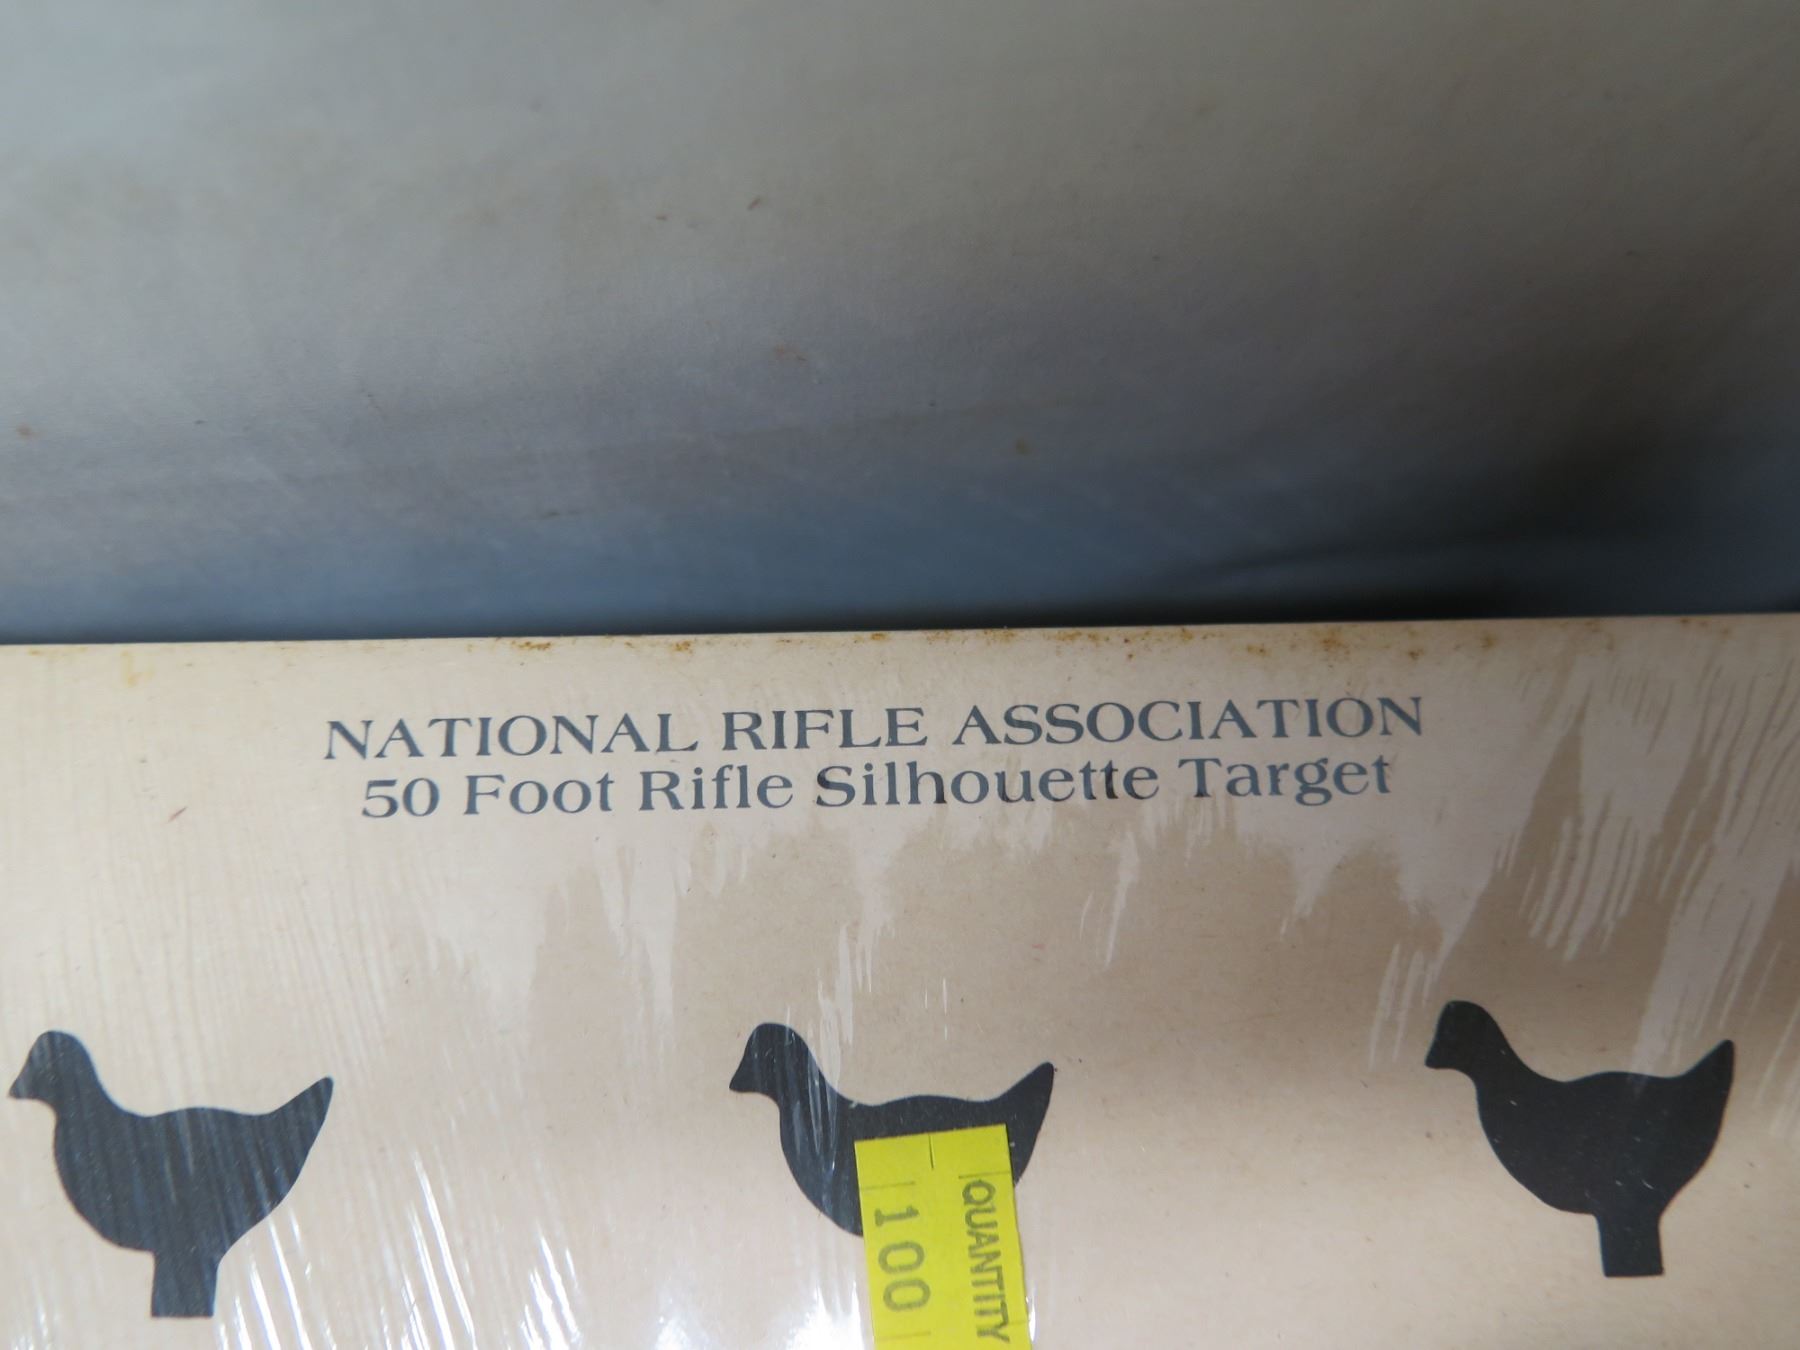 NATIONAL RIFLE ASSOCIATION
50 Foot Rifle Silhouette Target
QUANTITY
100